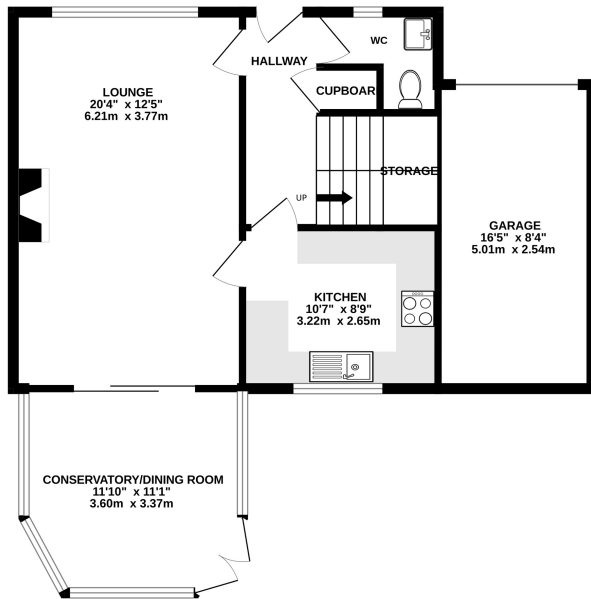 WC
HALLWAY
LOUNGE
20'4" x 12'5"
6.21m x 3.77m
CUPBOAR
STORAGE
UP
GARAGE
16'5" x 8'4"
5.01m x 2.54m
KITCHEN
10'7" x 8'9"
3.22m x 2.65m
CONSERVATORY/DINING ROOM
11'10" x 11'1"
3.60m x 3.37m